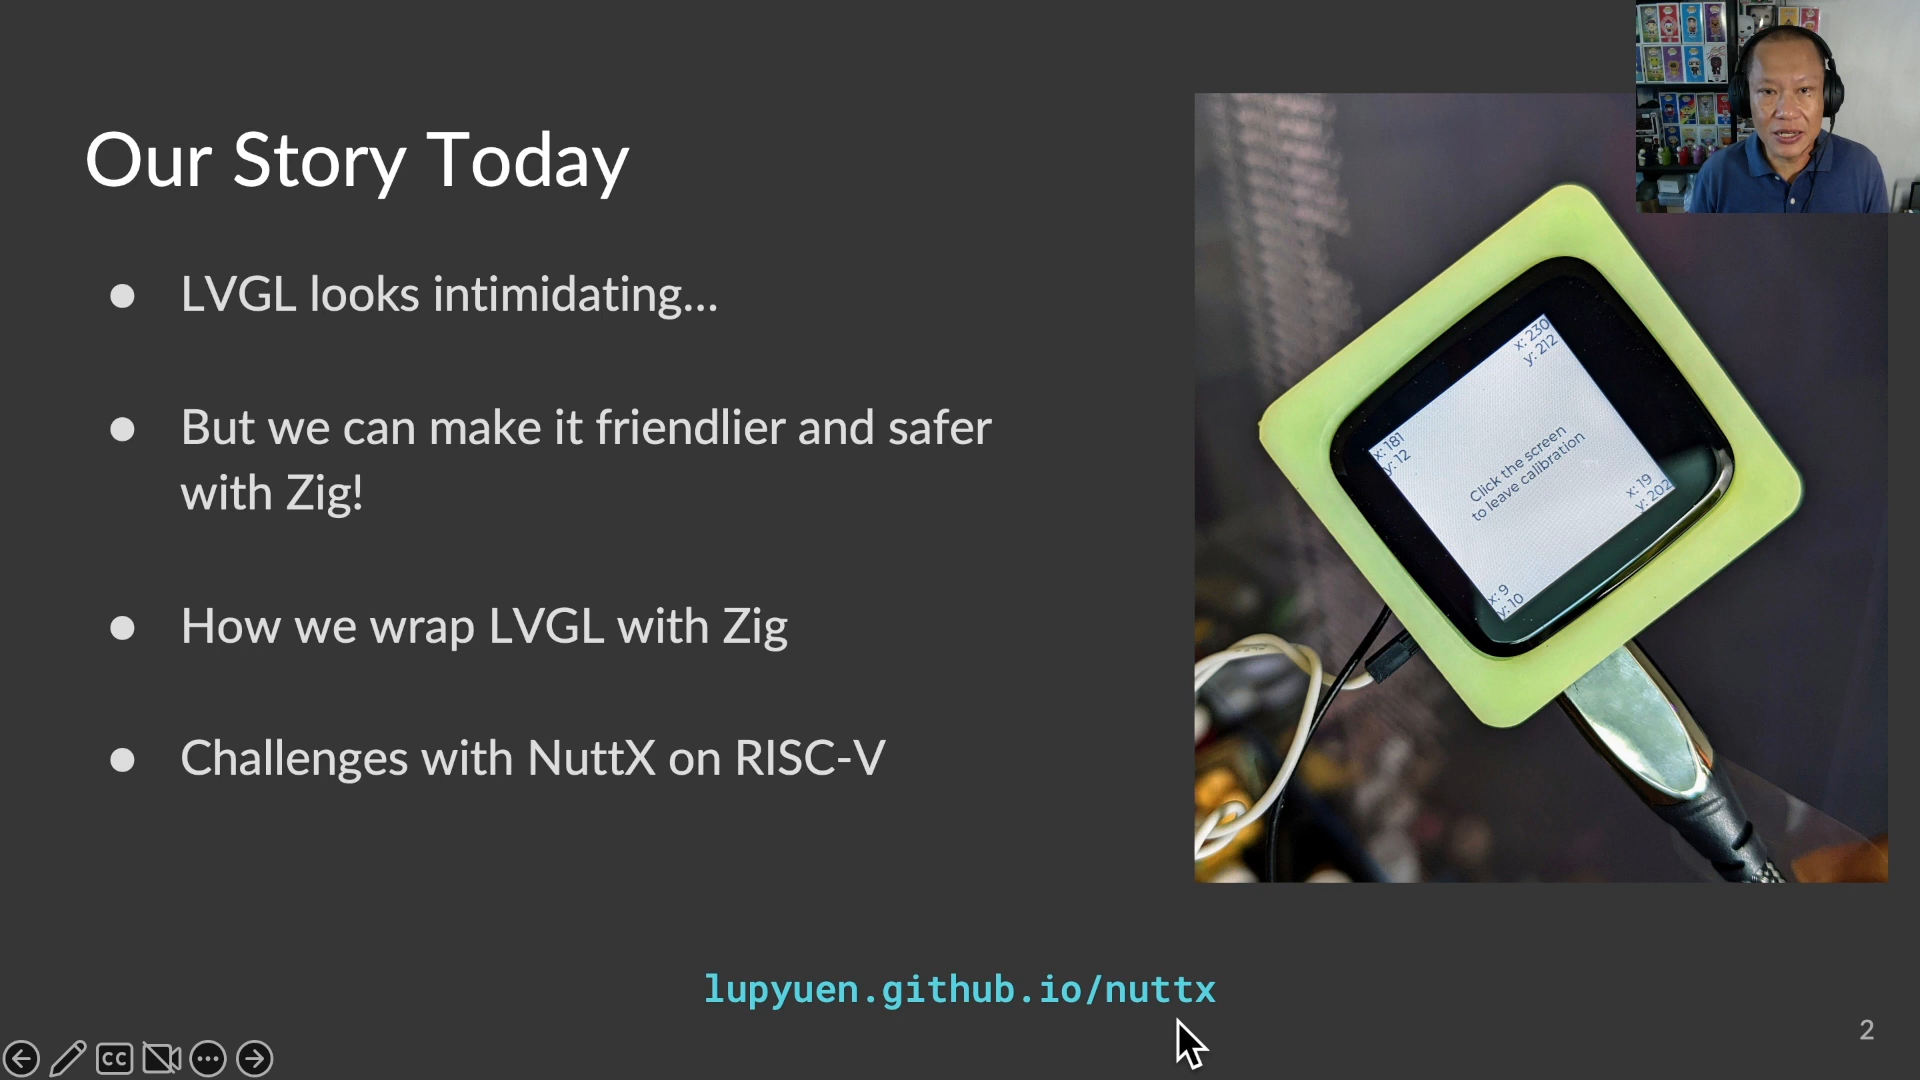 Our Story Today
● LVGL looks intimidating...
● But we can make it friendlier and safer
with Zig!
● How we wrap LVGL with Zig
● Challenges with NuttX on RISC-V
x: 230
y: 212
x: 181
y: 12
Click the screen
to leave calibration
x: 19
y: 202
x: 9
y: 10
lupyuen.github.io/nuttx
2
CC